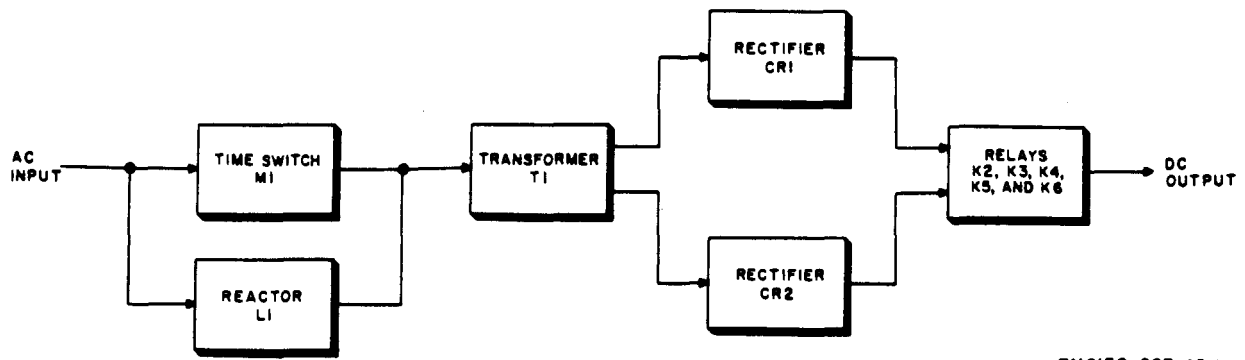 AC
INPUT
TIME SWITCH
M1
REACTOR
L1
TRANSFORMER
T1
RECTIFIER
CR1
RECTIFIER
CR2
RELAYS
K2, K3, K4,
K5, AND K6
DC
OUTPUT